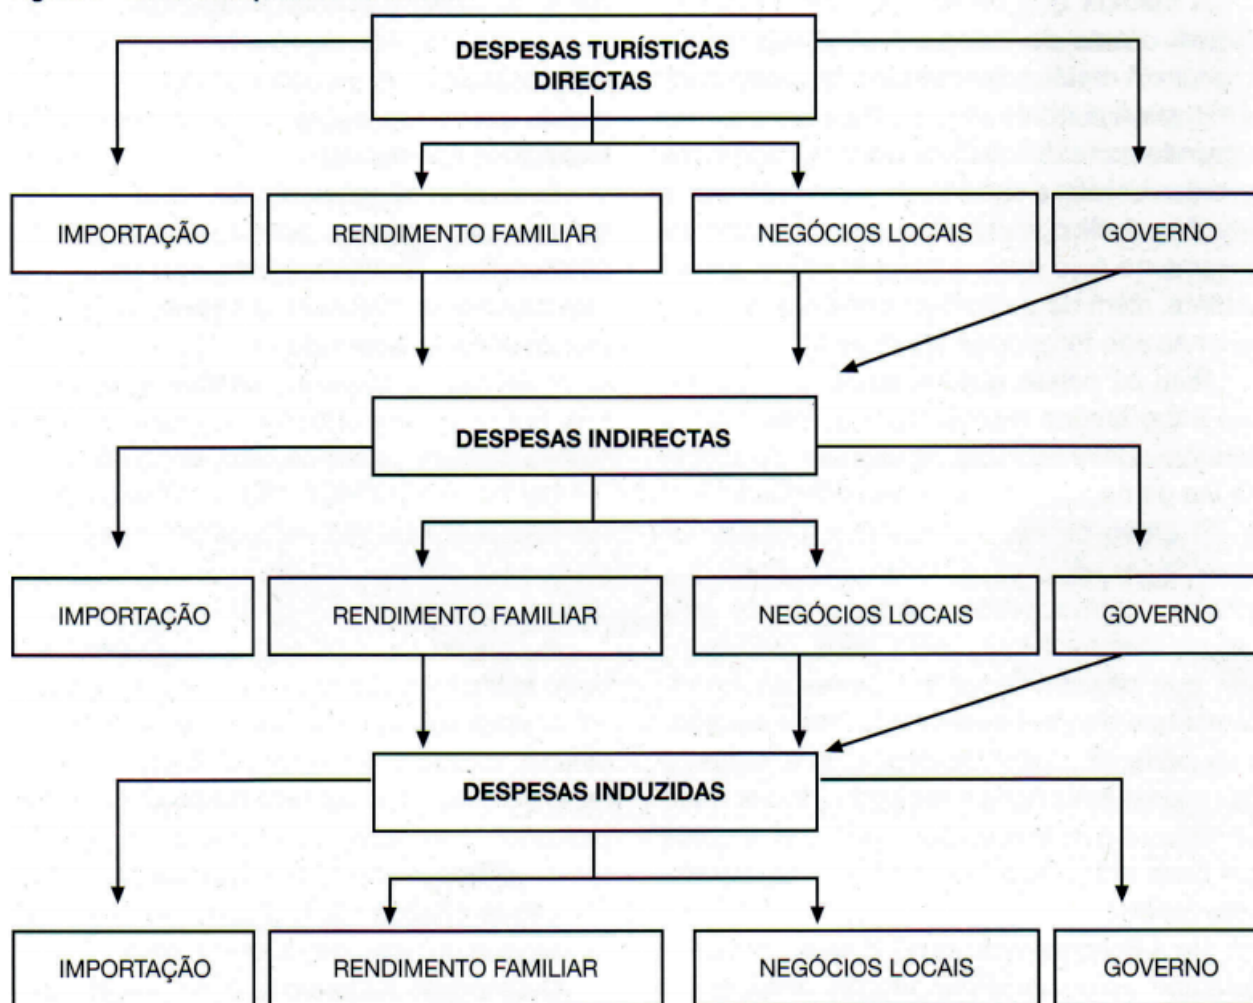 DESPESAS TURÍSTICAS
DIRECTAS
IMPORTAÇÃO
RENDIMENTO FAMILIAR
NEGÓCIOS LOCAIS
GOVERNO
DESPESAS INDIRECTAS
IMPORTAÇÃO
RENDIMENTO FAMILIAR
NEGÓCIOS LOCAIS
GOVERNO
DESPESAS INDUZIDAS
IMPORTAÇÃO
RENDIMENTO FAMILIAR
NEGÓCIOS LOCAIS
GOVERNO